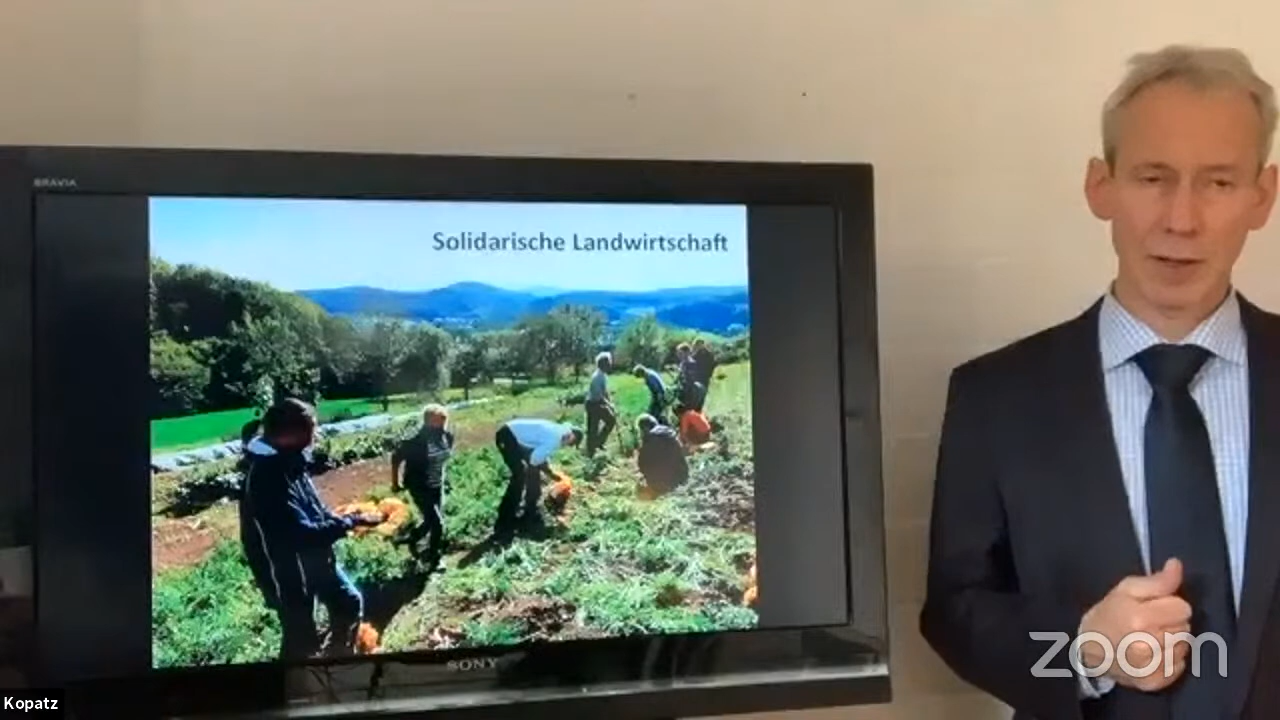 BRAVIA
Solidarische Landwirtschaft
SONY
zoom
Kopatz